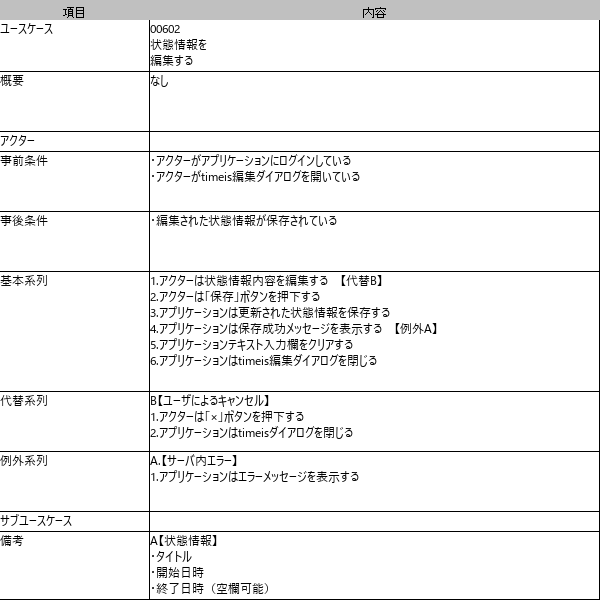 項目 内容
ユースケース 00602
状態情報を
編集する
概要 なし
アクター
事前条件 ・アクターがアプリケーションにログインしている
・アクターがtimeis編集ダイアログを開いている
事後条件 ・編集された状態情報が保存されている
基本系列 1.アクターは状態情報内容を編集する 【代替B】
2.アクターは「保存」ボタンを押下する
3.アプリケーションは更新された状態情報を保存する
4.アプリケーションは保存成功メッセージを表示する 【例外A】
5.アプリケーションテキスト入力欄をクリアする
6.アプリケーションはtimeis編集ダイアログを閉じる
代替系列 B【ユーザによるキャンセル】
1.アクターは「×」ボタンを押下する
2.アプリケーションはtimeisダイアログを閉じる
例外系列 A.【サーバ内エラー】
1.アプリケーションはエラーメッセージを表示する
サブユースケース
備考 A【状態情報】
・タイトル
・開始日時
・終了日時（空欄可能）